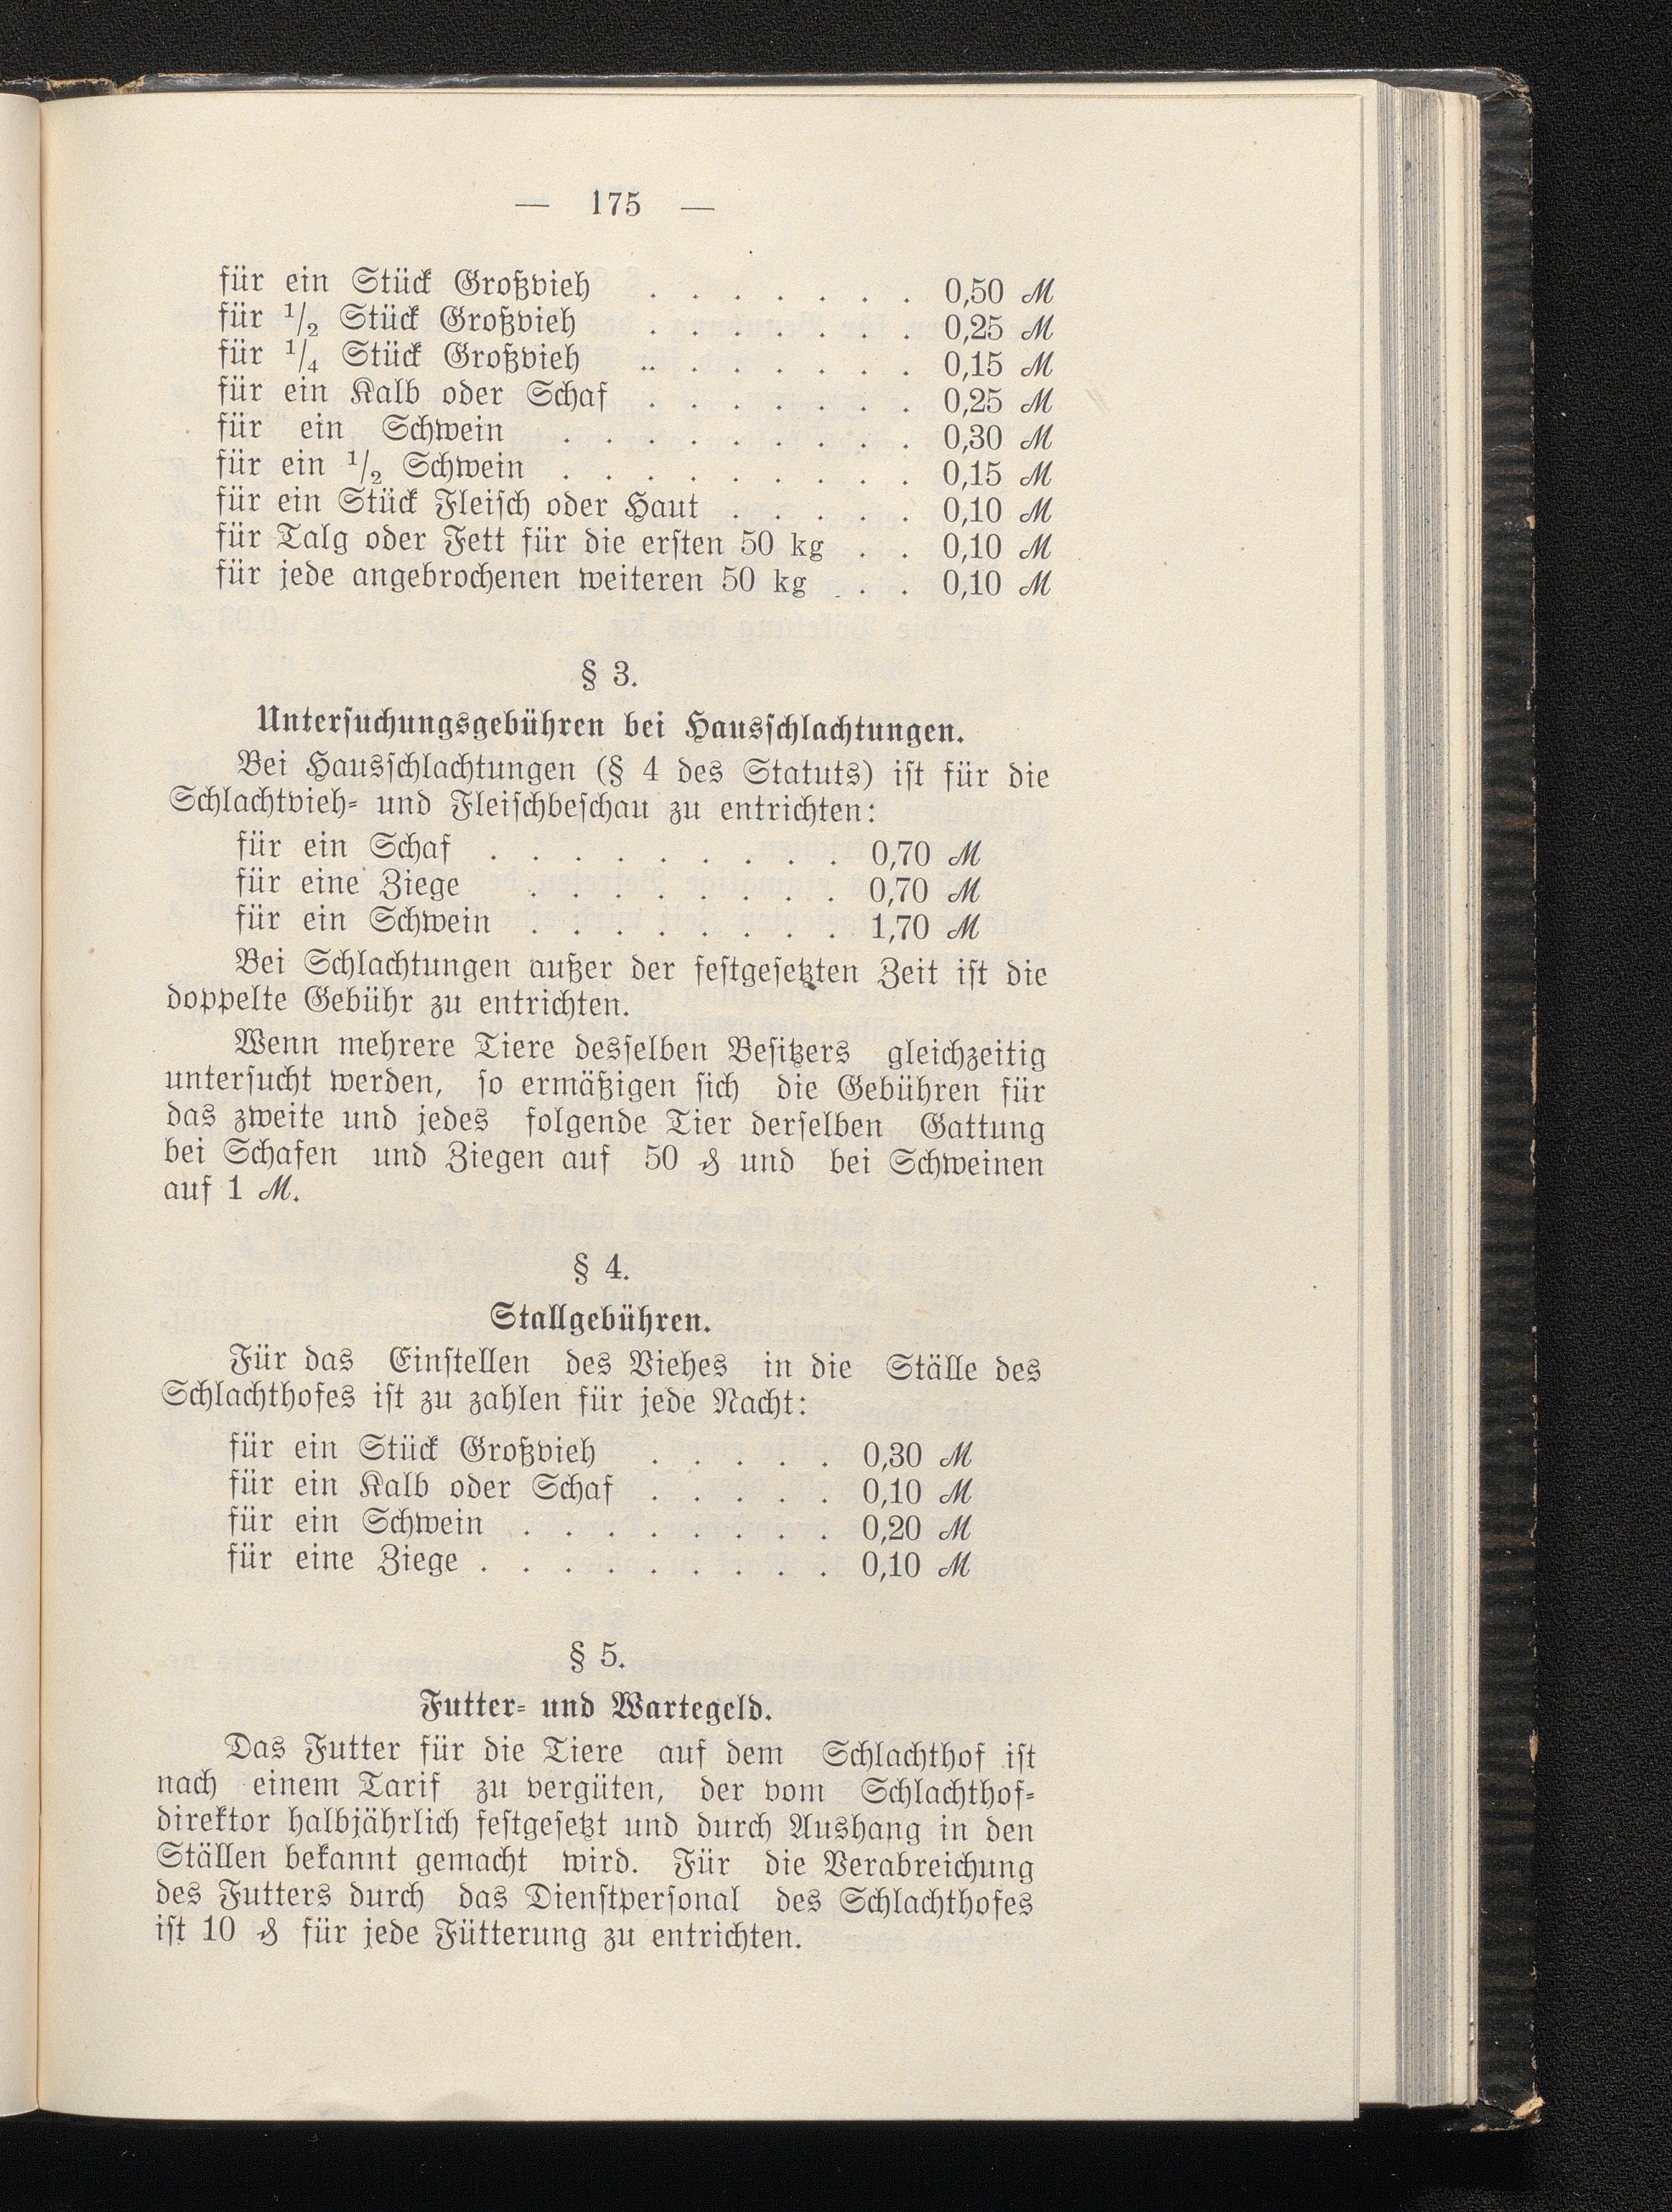 — 175 —
für ein Stück Großvieh . . . . . . . 0,50 ℳ
für 1/2 Stück Großvieh . . . . . . . 0,25 ℳ
für 1/4 Stück Großvieh .. . . . . . . 0,15 ℳ
für ein Kalb oder Schaf . . . . . . . 0,25 ℳ
für ein Schwein . . . . . . . . . 0,30 ℳ
für ein 1/2 Schwein . . . . . . . . . 0,15 ℳ
für ein Stück Fleisch oder Haut . . . . . 0,10 ℳ
für Talg oder Fett für die ersten 50 kg . . 0,10 ℳ
für jede angebrochenen weiteren 50 kg . . . 0,10 ℳ
§ 3.
Untersuchungsgebühren bei Hausschlachtungen.
Bei Hausschlachtungen (§ 4 des Statuts) ist für die
Schlachtvieh- und Fleischbeschau zu entrichten:
für ein Schaf . . . . . . . . . 0,70 ℳ
für eine Ziege . . . . . . . . 0,70 ℳ
für ein Schwein . . . . . . . . 1,70 ℳ
Bei Schlachtungen außer der festgesetzten Zeit ist die
doppelte Gebühr zu entrichten.
Wenn mehrere Tiere desselben Besitzers gleichzeitig
untersucht werden, so ermäßigen sich die Gebühren für
das zweite und jedes folgende Tier derselben Gattung
bei Schafen und Ziegen auf 50 ₰ und bei Schweinen
auf 1 ℳ.
§ 4.
Stallgebühren.
Für das Einstellen des Viehes in die Ställe des
Schlachthofes ist zu zahlen für jede Nacht:
für ein Stück Großvieh . . . . . 0,30 ℳ
für ein Kalb oder Schaf . . . . . 0,10 ℳ
für ein Schwein . . . . . . . . 0,20 ℳ
für eine Ziege . . . . . . . . . 0,10 ℳ
§ 5.
Futter- und Wartegeld.
Das Futter für die Tiere auf dem Schlachthof ist
nach einem Tarif zu vergüten, der vom Schlachthof-
direktor halbjährlich festgesetzt und durch Aushang in den
Ställen bekannt gemacht wird. Für die Verabreichung
des Futters durch das Dienstpersonal des Schlachthofes
ist 10 ₰ für jede Fütterung zu entrichten.